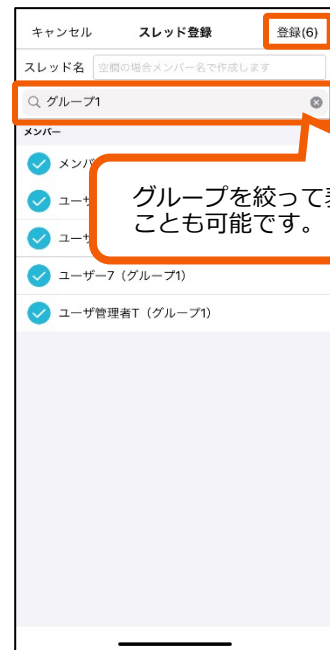 キャンセル スレッド登録 登録(6)
スレッド名 空欄の場合メンバー名で作成します
グループ1
メンバー
メンバ
ユーザ
ユーザ
グループを絞って表
ことも可能です。
ユーザー7（グループ1）
ユーザ管理者T（グループ1）